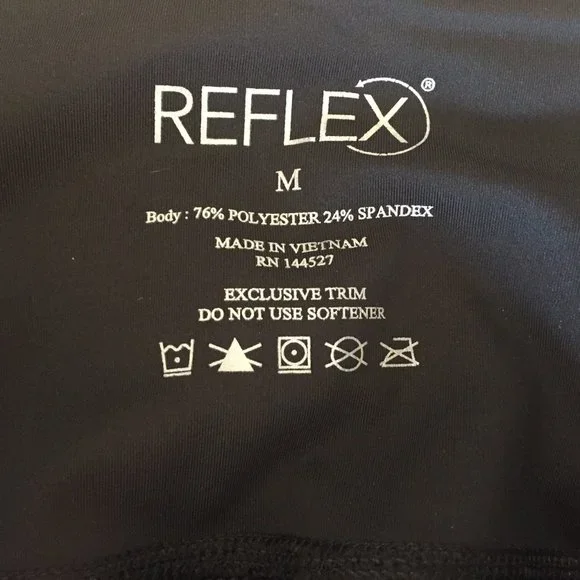 REFLEX®
M
Body : 76% POLYESTER 24% SPANDEX
MADE IN VIETNAM
RN 144527
EXCLUSIVE TRIM
DO NOT USE SOFTENER